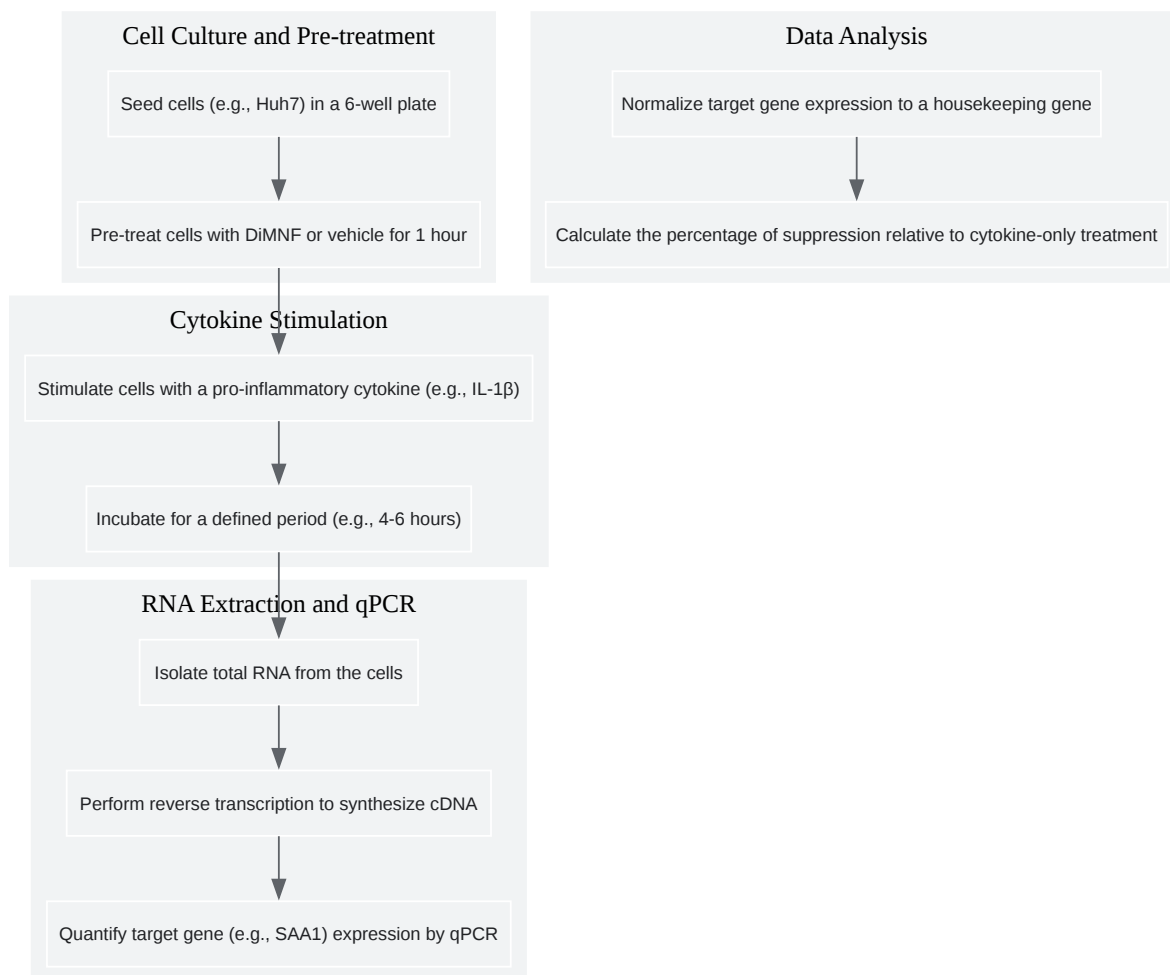 Cell Culture and Pre-treatment
Seed cells (e.g., Huh7) in a 6-well plate
Pre-treat cells with DiMNF or vehicle for 1 hour
Cytokine Stimulation
Stimulate cells with a pro-inflammatory cytokine (e.g., IL-1β)
Incubate for a defined period (e.g., 4-6 hours)
RNA Extraction and qPCR
Isolate total RNA from the cells
Perform reverse transcription to synthesize cDNA
Quantify target gene (e.g., SAA1) expression by qPCR
Data Analysis
Normalize target gene expression to a housekeeping gene
Calculate the percentage of suppression relative to cytokine-only treatment